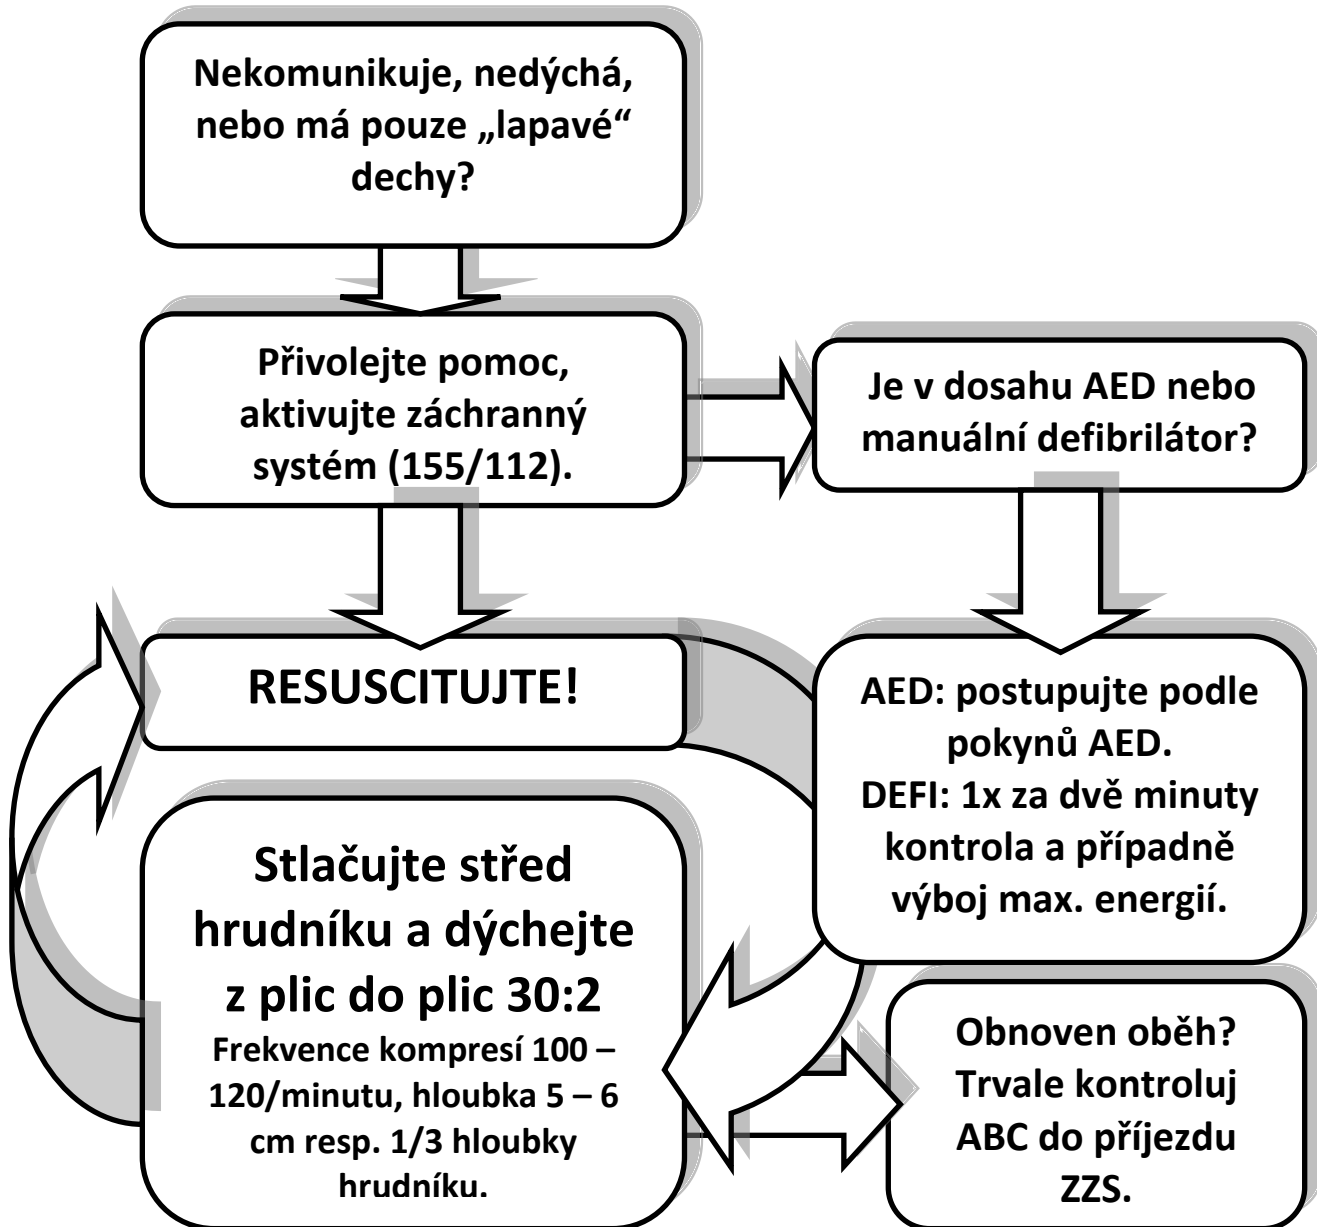 Nekomunikuje, nedýchá,
nebo má pouze „lapavé“
dechy?
Přivolejte pomoc,
aktivujte záchranný
systém (155/112).
Je v dosahu AED nebo
manuální defibrilátor?
RESUSCITUJTE!
AED: postupujte podle
pokynů AED.
DEFI: 1x za dvě minuty
kontrola a případně
výboj max. energií.
Stlačujte střed
hrudníku a dýchejte
z plic do plic 30:2
Frekvence kompresí 100 –
120/minutu, hloubka 5 – 6
cm resp. 1/3 hloubky
hrudníku.
Obnoven oběh?
Trvale kontroluj
ABC do příjezdu
ZZS.